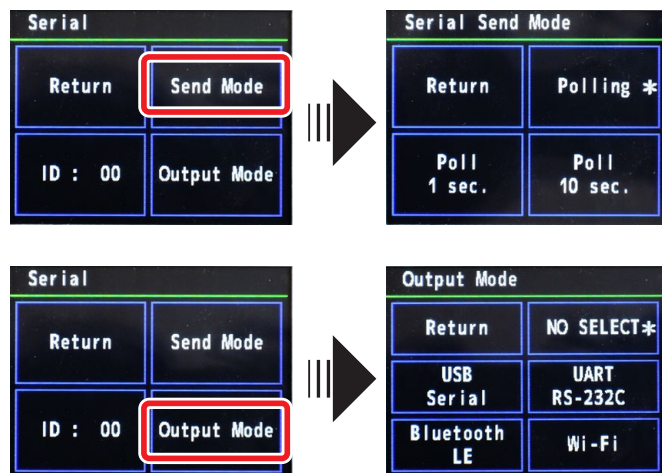 Serial
Return
Send Mode
ID : 00
Output Mode
Serial Send Mode
Return
Polling *
Poll
1 sec.
Poll
10 sec.
Serial
Return
Send Mode
ID : 00
Output Mode
Output Mode
Return
NO SELECT*
USB
Serial
UART
RS-232C
Bluetooth
LE
Wi-Fi